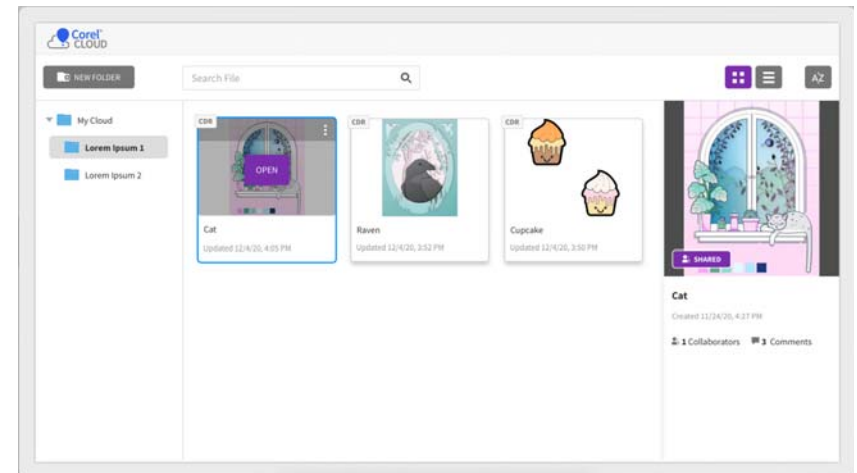 Corel
CLOUD
NEW FOLDER
Search File
AZ
My Cloud
Lorem Ipsum 1
Lorem Ipsum 2
CDR
OPEN
Cat
Updated 12/4/20, 4:05 PM
CDR
Raven
Updated 12/4/20, 3:52 PM
CDR
Cupcake
Updated 12/4/20, 3:50 PM
SHARED
Cat
Created 11/24/20, 4:27 PM
1 Collaborators 3 Comments